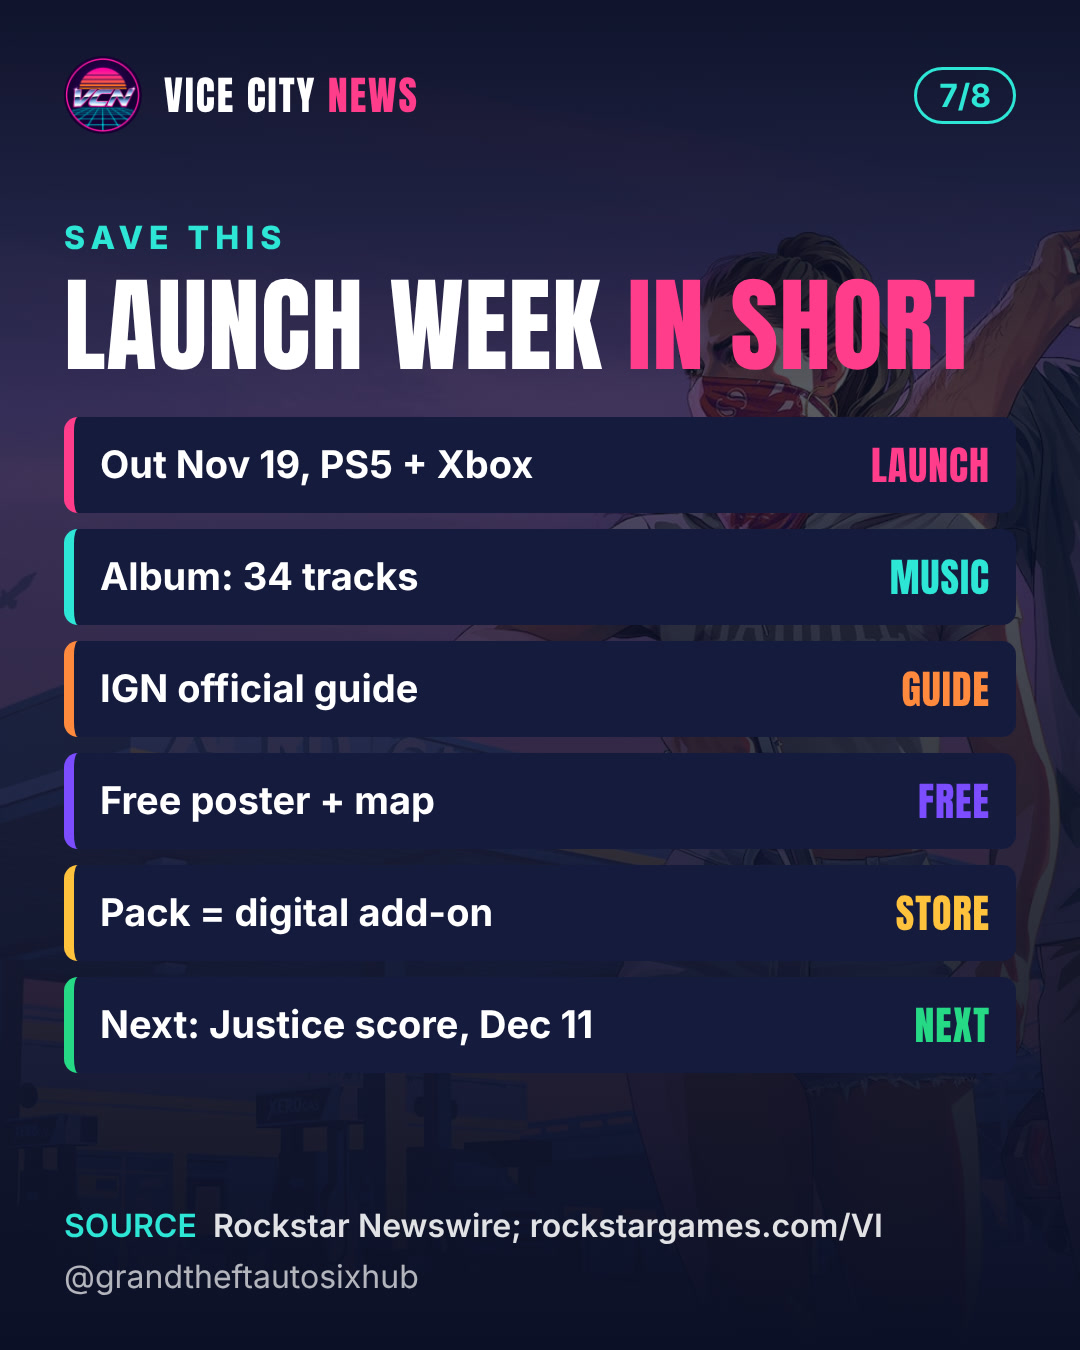 VCN
VICE CITY NEWS
7/8
SAVE THIS
LAUNCH WEEK IN SHORT
Out Nov 19, PS5 + Xbox
LAUNCH
Album: 34 tracks
MUSIC
IGN official guide
GUIDE
Free poster + map
FREE
Pack = digital add-on
STORE
Next: Justice score, Dec 11
NEXT
XERO
SOURCE Rockstar Newswire; rockstargames.com/VI
@grandtheftautosixhub